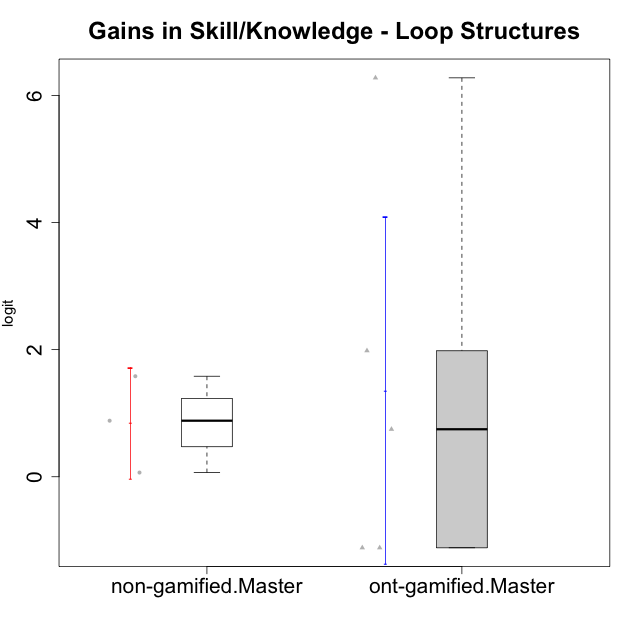 Gains in Skill/Knowledge - Loop Structures
logit
6
4
2
0
non-gamified.Master
ont-gamified.Master